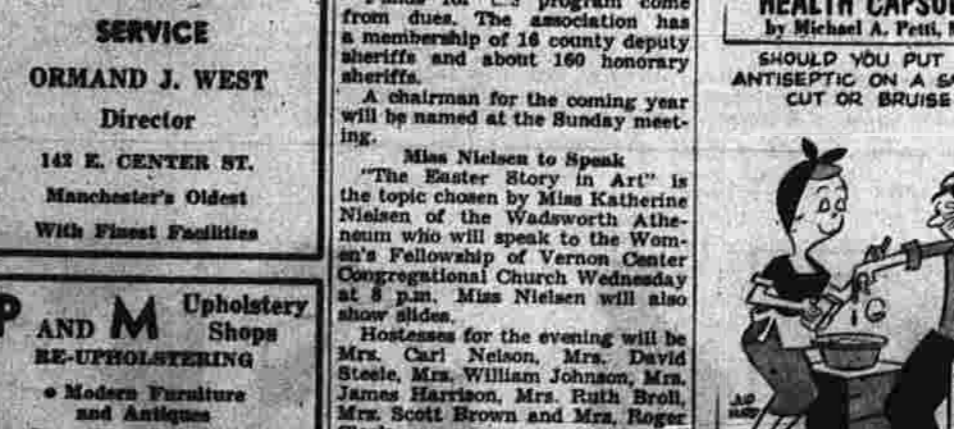 SERVICE
ORMAND J. WEST
Director
142 E. CENTER ST.
Manchester's Oldest
With Finest Facilities
P AND M Upholstery
Shops
RE-UPHOLSTERING
• Modern Furniture
and Antiques
program come
from dues. The association has
a membership of 16 county deputy
sheriffs and about 160 honorary
sheriffs.
A chairman for the coming year
will be named at the Sunday meet-
ing.
Miss Nielsen to Speak
"The Easter Story in Art" is
the topic chosen by Miss Katherine
Nielsen of the Wadsworth Athe-
neum who will speak to the Wom-
en's Fellowship of Vernon Center
Congregational Church Wednesday
at 8 p.m. Miss Nielsen will also
show slides.
Hostesses for the evening will be
Mrs. Carl Nelson, Mrs. David
Steele, Mrs. William Johnson, Mrs.
James Harrison, Mrs. Ruth Broll,
Mrs. Scott Brown and Mrs. Roger
HEALTH CAPSU
by Michael A. Petti,
SHOULD YOU PUT
ANTISEPTIC ON A
CUT OR BRUISE